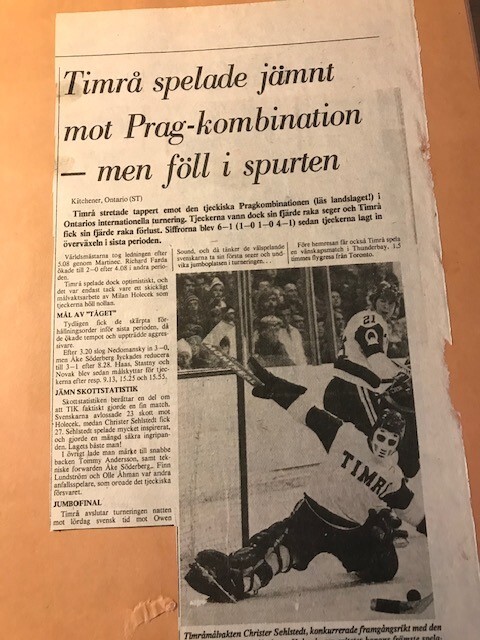 Timrå spelade jämnt
mot Prag-kombination
— men föll i spurten
Kitchener, Ontario (ST)
Timrå stretade tappert emot den tjeckiska Pragkombinationen (läs landslaget!) i
Ontarios internationella turnering. Tjeckerna vann dock sin fjärde raka seger och Timrå
fick sin fjärde raka förlust. Siffrorna blev 6—1 (1—0 1—0 4—1) sedan tjeckerna lagt in
överväxeln i sista perioden.
Världsmästarna tog ledningen efter
5.08 genom Martinec. Richard Farda
ökade till 2—0 efter 4.08 i andra perio-
den.
Timrå spelade dock optimistiskt, och
det var endast tack vare ett skickligt
målvaktsarbete av Milan Holecek som
tjeckerna höll nollan.
MÅL AV "TÅGET"
Tydligen fick de skärpta för-
hållningsorder inför sista perioden, då
de ökade tempot och uppträdde aggres-
sivare.
Efter 3.20 slog Nedomansky in 3—0,
men Åke Söderberg lyckades reducera
till 3—1 efter 8.28. Haas, Stastny och
Novak blev sedan målskyttar för tjec-
kerna efter resp. 9.13, 15.25 och 15.55.
JÄMN SKOTTSTATISTIK
Skottstatistiken berättar en del om
att TIK faktiskt gjorde en fin match.
Svenskarna avlossade 23 skott mot
Holecek, medan Christer Sehlstedt fick
27. Sehlstedt spelade mycket inspirerat,
och gjorde en mängd säkra ingripan-
den. Lagets bäste man!
I övrigt lade man märke till snabbe
backen Tommy Andersson, samt tek-
niske forwarden Åke Söderberg. Finn
Lundström och Olle Åhman var andra
anfallsspelare, som oroade det tjeckiska
försvaret.
JUMBOFINAL
Timrå avslutar turneringen natten
mot lördag svensk tid mot Owen
Sound, och då tänker de välspelande
svenskarna ta sin första seger och und-
vika jumboplatsen i turneringen. . .
Före hemresan får också Timrå spela
en vänskapsmatch i Thunderbay, 1.5
timmes flygresa från Toronto.
21
TIMRÅ
Timråmålvakten Christer Sehlstedt, konkurrerade framgångsrikt med den